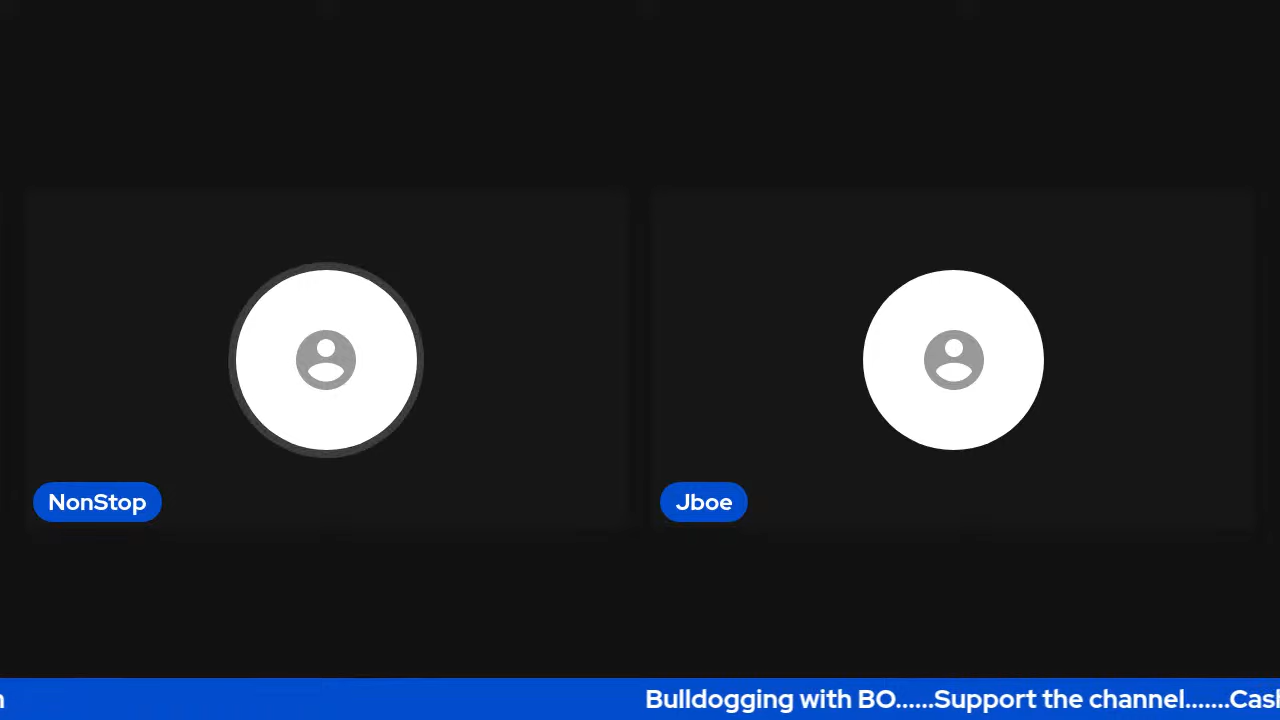 NonStop
Jboe
Bulldogging with BO......Support the channel.......